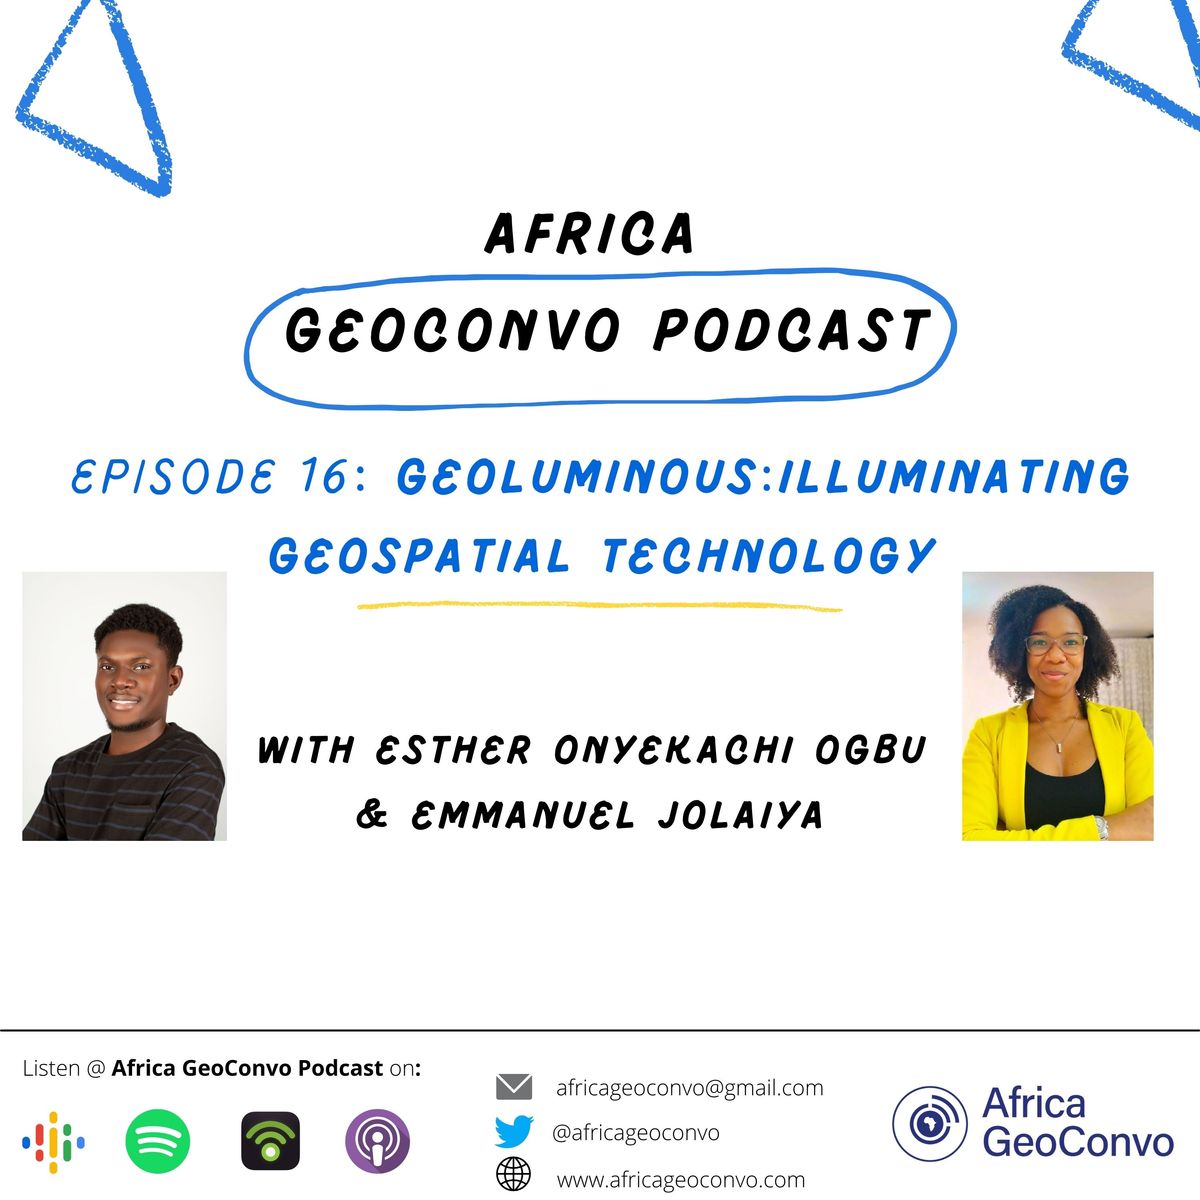 AFRICA
GEOCONVO PODCAST
EPISODE 16: GEOLUMINOUS:ILLUMINATING
GEOSPATIAL TECHNOLOGY
WITH ESTHER ONYEKACHI OGBU
& EMMANUEL JOLAIYA
Listen @ Africa GeoConvo Podcast on:
africageoconvo@gmail.com
@africageoconvo
www.africageoconvo.com
Africa
GeoConvo